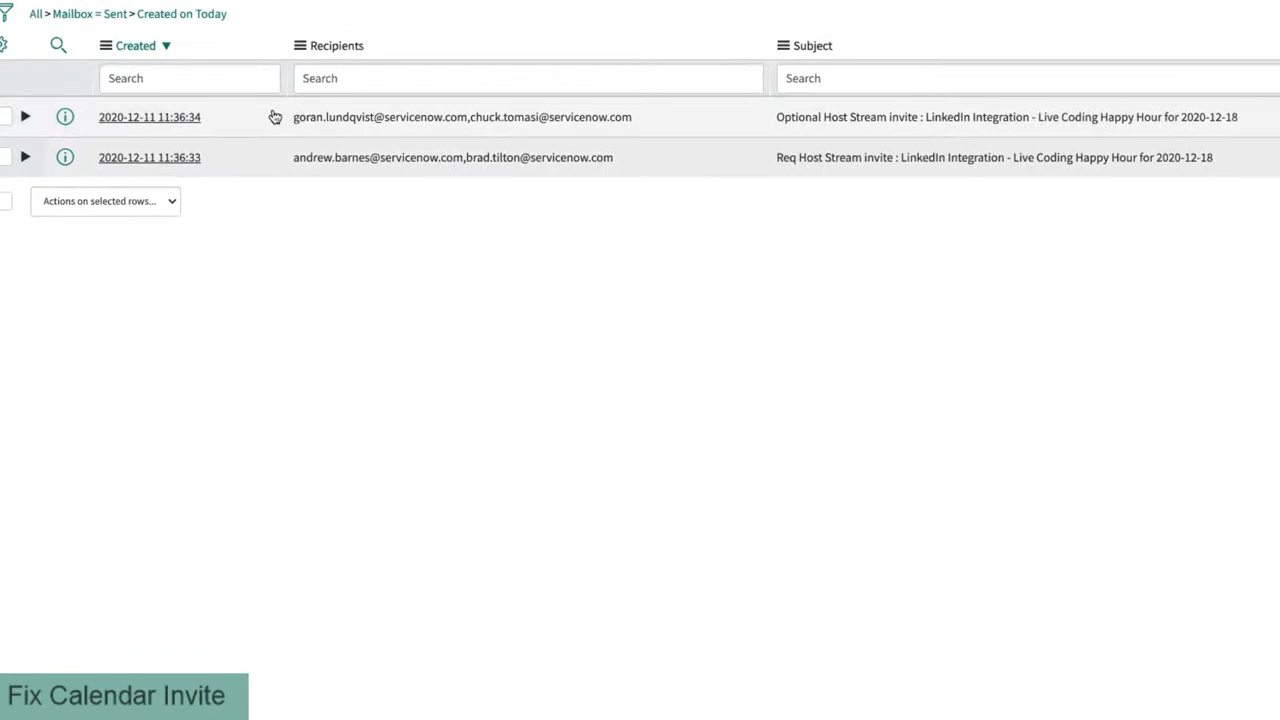 All > Mailbox = Sent > Created on Today
Created ▼ Recipients Subject
Search Search Search
2020-12-11 11:36:34 goran.lundqvist@servicenow.com,chuck.tomasi@servicenow.com Optional Host Stream invite : LinkedIn Integration - Live Coding Happy Hour for 2020-12-18
2020-12-11 11:36:33 andrew.barnes@servicenow.com,brad.tilton@servicenow.com Req Host Stream invite : LinkedIn Integration - Live Coding Happy Hour for 2020-12-18
Actions on selected rows...
Fix Calendar Invite